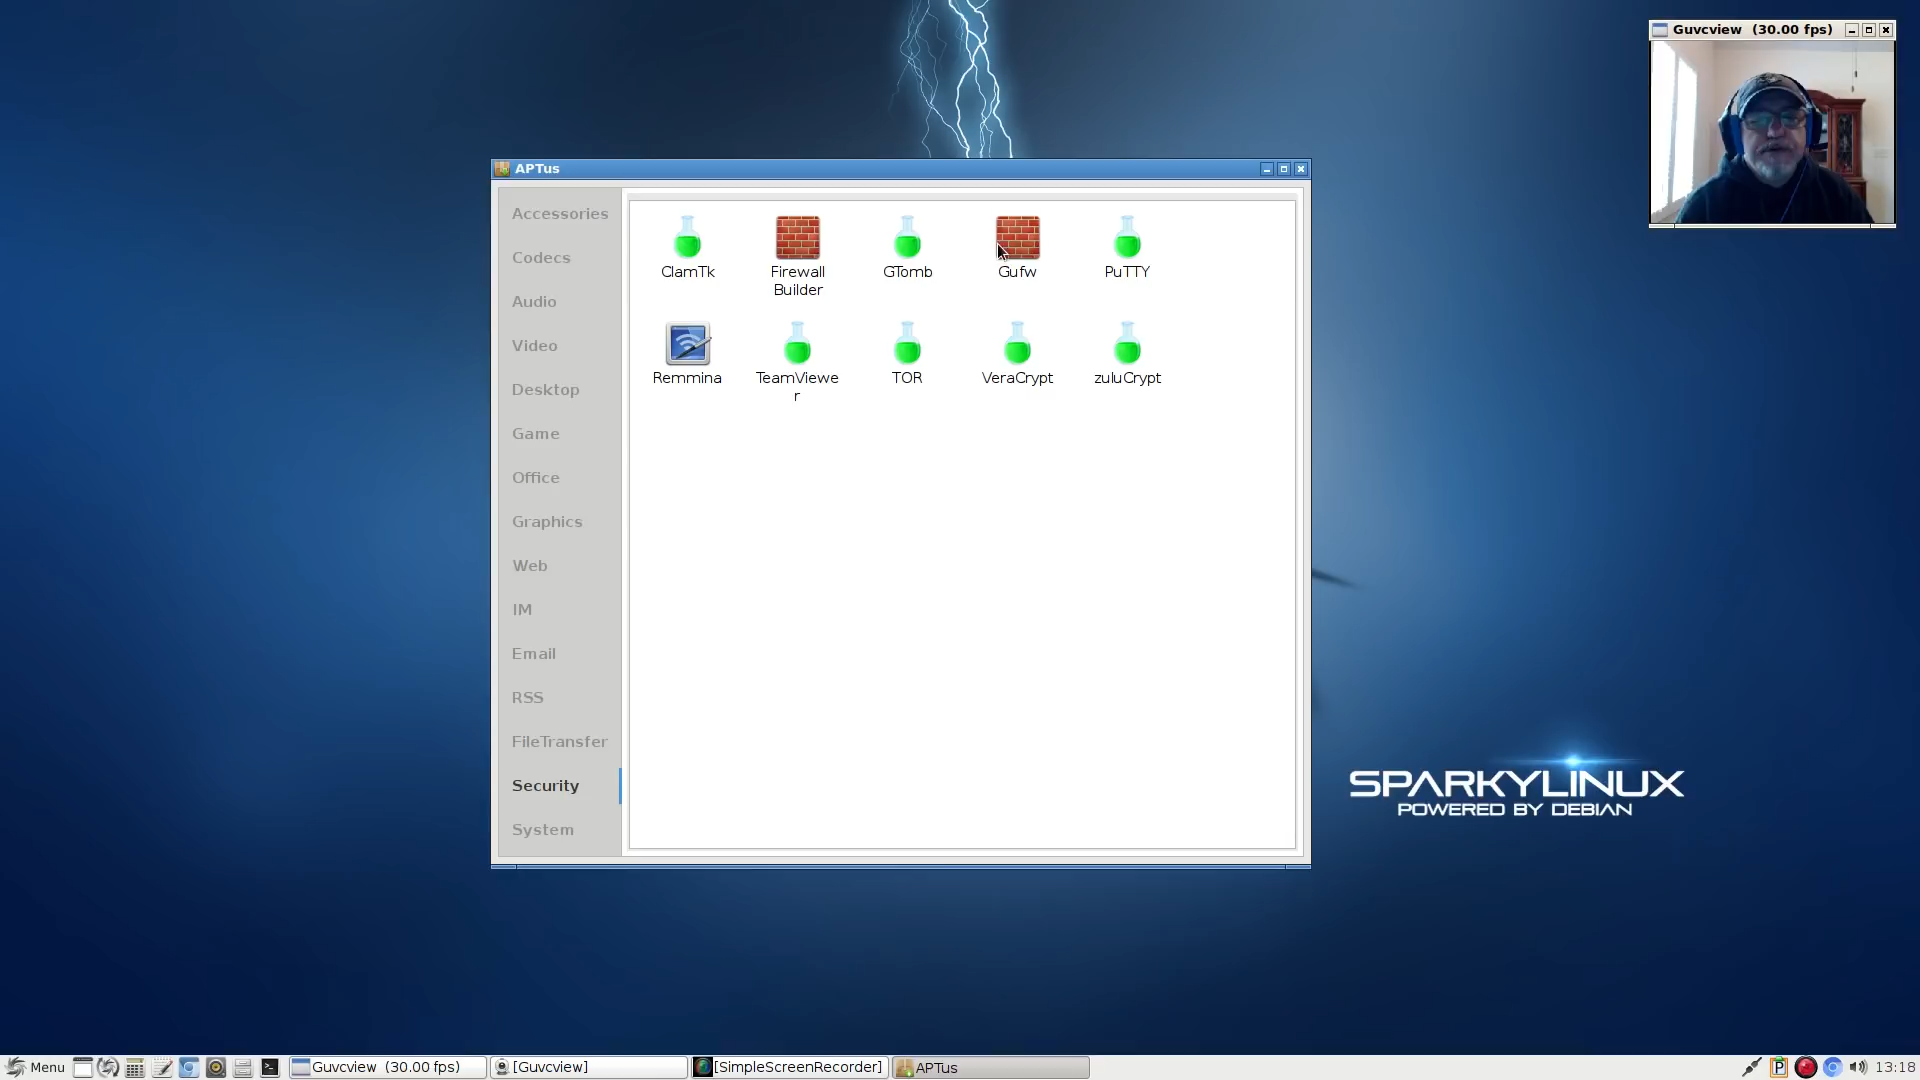 Guvcview (30.00 fps)
APTus
Accessories
Codecs
Audio
Video
Desktop
Game
Office
Graphics
Web
IM
Email
RSS
FileTransfer
Security
System
ClamTk
Firewall
Builder
GTomb
Gufw
PuTTY
Remmina
TeamViewe
r
TOR
VeraCrypt
zuluCrypt
SPARKYLINUX
POWERED BY DEBIAN
Menu
Guvcview (30.00 fps)
[Guvcview]
[SimpleScreenRecorder]
APTus
P
13:18